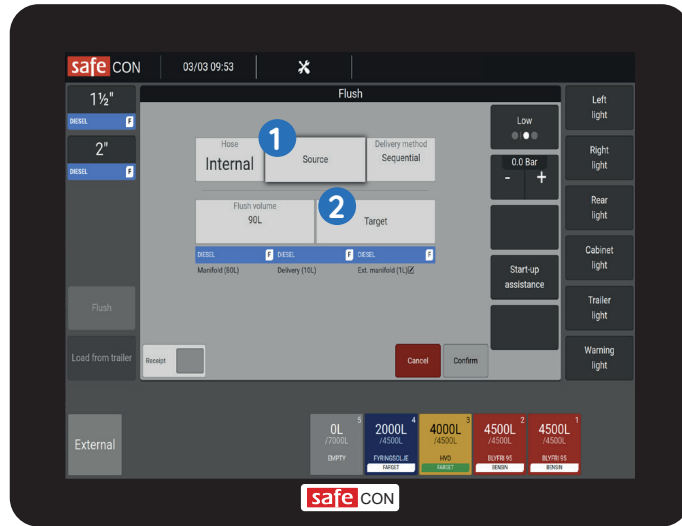 safe CON
03/03 09:53
1½"
DIESEL F
2"
DIESEL F
Flush
Load from trailer
External
Flush
Hose
Internal
1
Source
Delivery method
Sequential
Flush volume
90L
2
Target
DIESEL F
DIESEL F
DIESEL F
Manifold (80L)
Delivery (10L)
Ext. manifold (1L)
Receipt
Cancel
Confirm
Low
0.0 Bar
- +
Start-up
assistance
Left
light
Right
light
Rear
light
Cabinet
light
Trailer
light
Warning
light
5
0L
/7000L
EMPTY
4
2000L
/4500L
FYRINGSOLJE
FARGET
3
4000L
/4500L
HVO
FARGET
2
4500L
/4500L
BLYFRI 95
BENSIN
1
4500L
/4500L
BLYFRI 95
BENSIN
safe CON